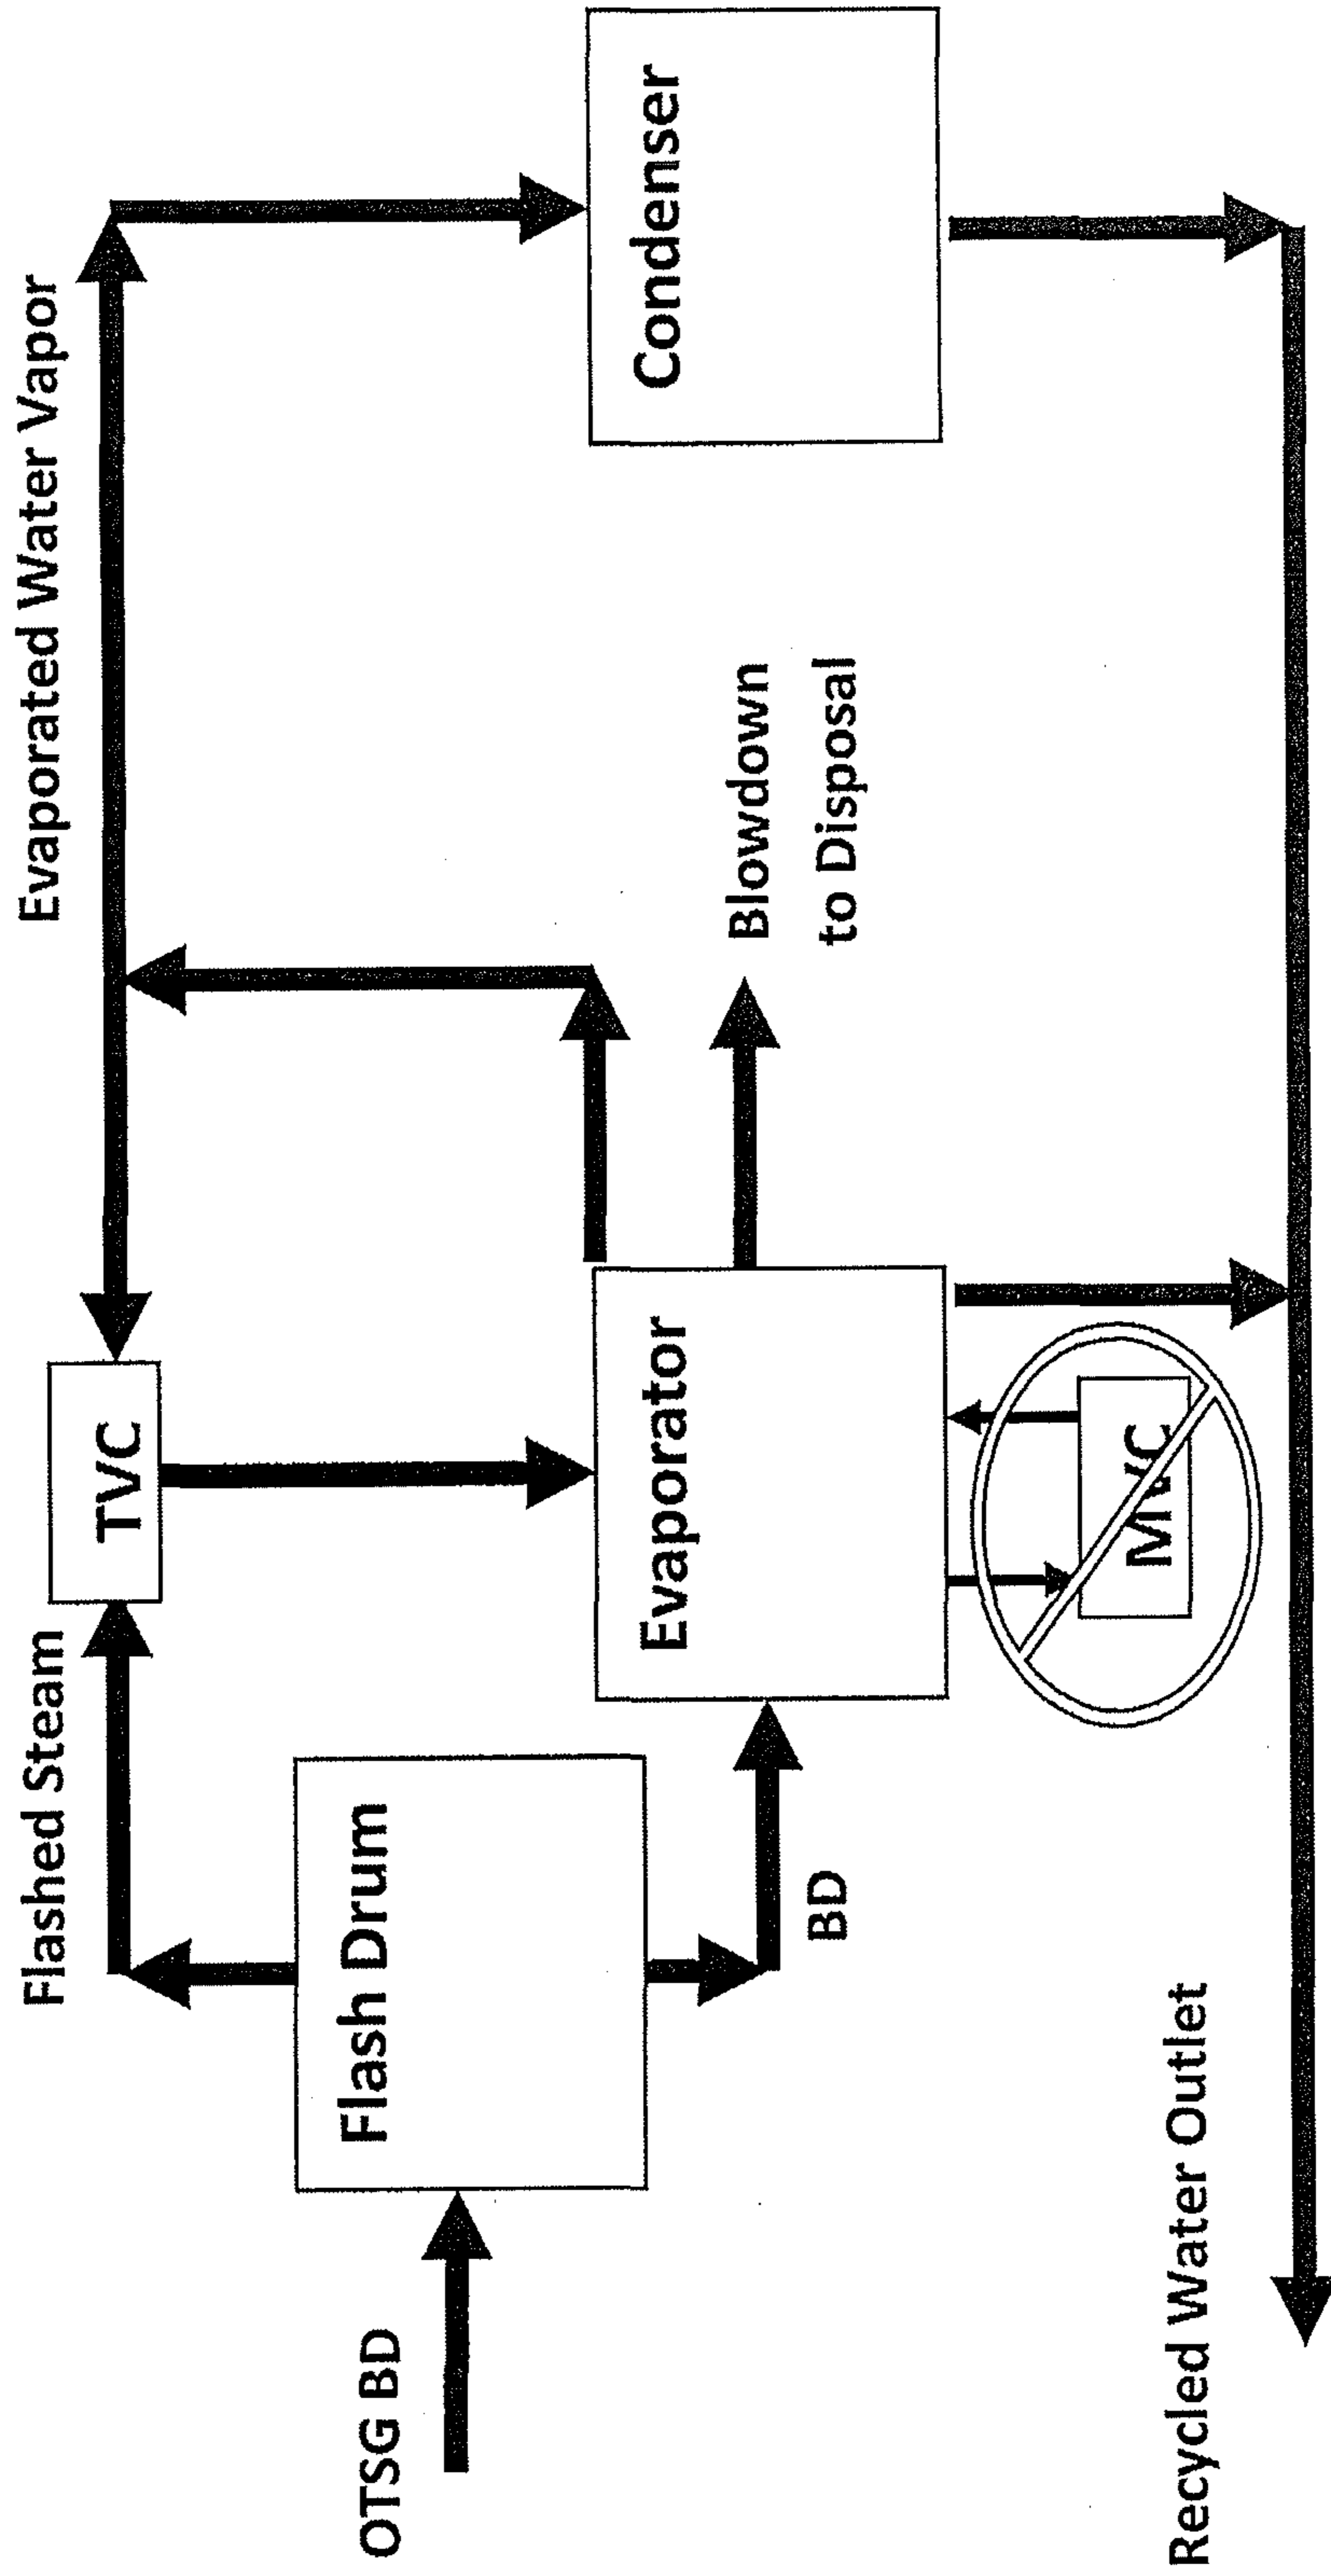 Flashed Steam
Evaporated Water Vapor
TVC
OTSG BD
Flash Drum
Evaporator
Condenser
Blowdown
to Disposal
BD
MVC
Recycled Water Outlet